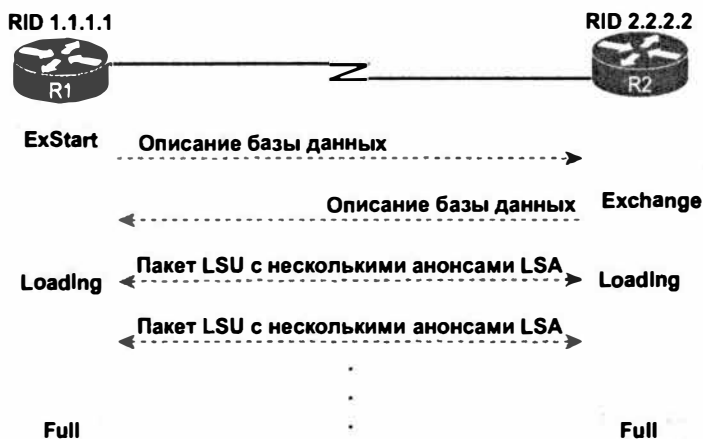 RID 1.1.1.1
RID 2.2.2.2
R1
R2
ExStart
Описание базы данных
Описание базы данных
Exchange
Loading
Пакет LSU с несколькими анонсами LSA
Loading
Пакет LSU с несколькими анонсами LSA
Full
Full